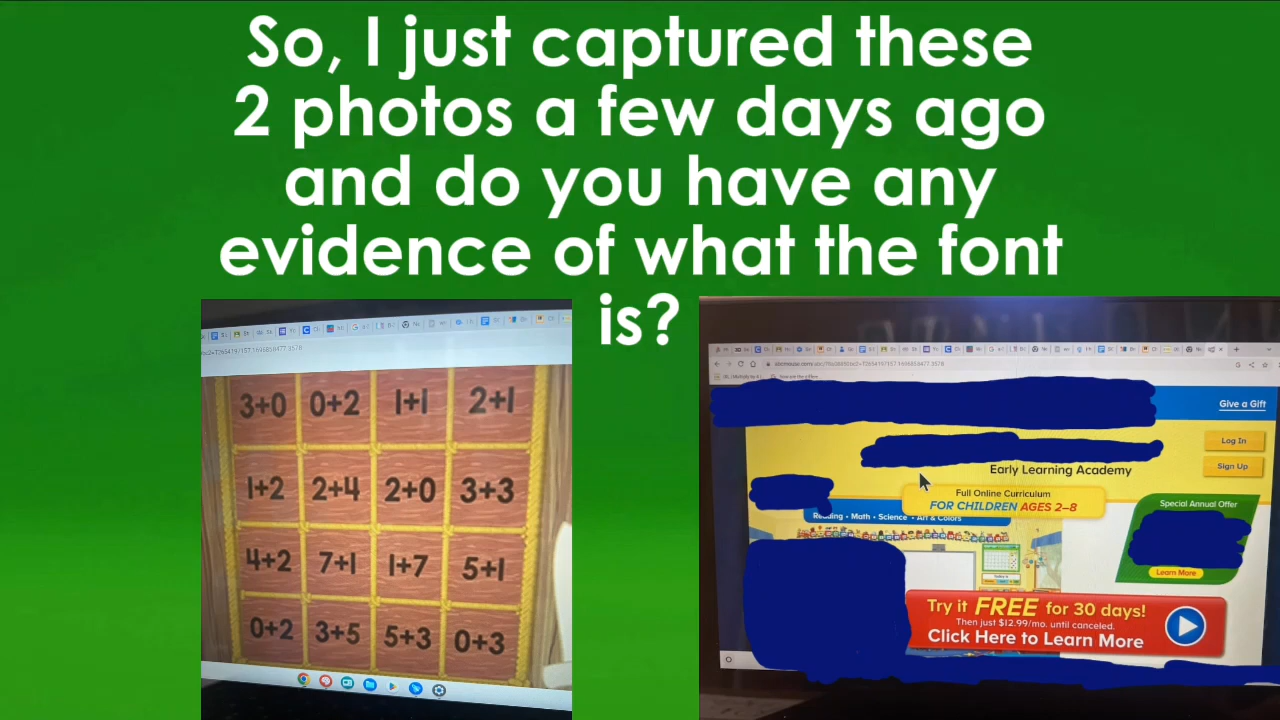 So, I just captured these
2 photos a few days ago
and do you have any
evidence of what the font
is?
3+0 0+2 1+1 2+1
1+2 2+4 2+0 3+3
4+2 7+1 1+7 5+1
0+2 3+5 5+3 0+3
Give a Gift
Log In
Early Learning Academy
Sign Up
Full Online Curriculum
FOR CHILDREN AGES 2–8
Special Annual Offer
Reading • Math • Science • Art & Colors
Learn More
Try it FREE for 30 days!
Then just $12.99/mo. until canceled.
Click Here to Learn More